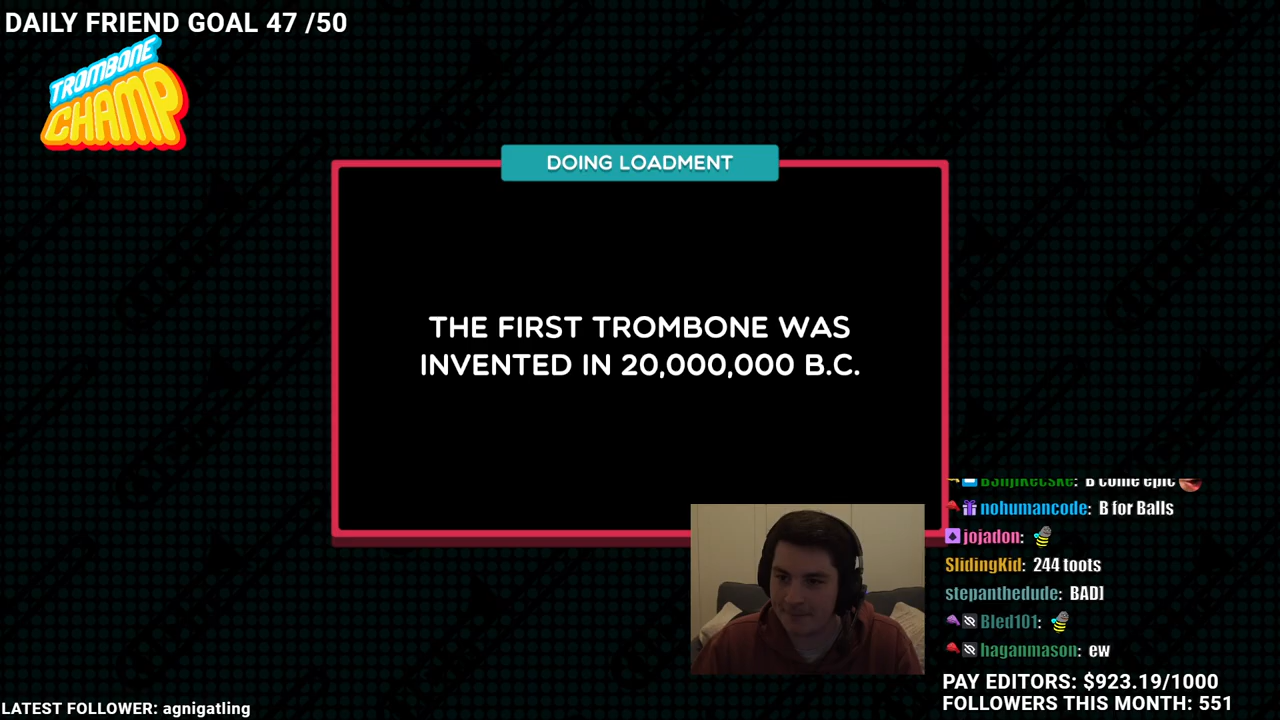 DAILY FRIEND GOAL 47 /50
TROMBONE
CHAMP
DOING LOADMENT
THE FIRST TROMBONE WAS
INVENTED IN 20,000,000 B.C.
B come epic
nohumancode: B for Balls
jojadon:
SlidingKid: 244 toots
stepanthedude: BAD]
Bled101:
haganmason: ew
PAY EDITORS: $923.19/1000
FOLLOWERS THIS MONTH: 551
LATEST FOLLOWER: agnigatling